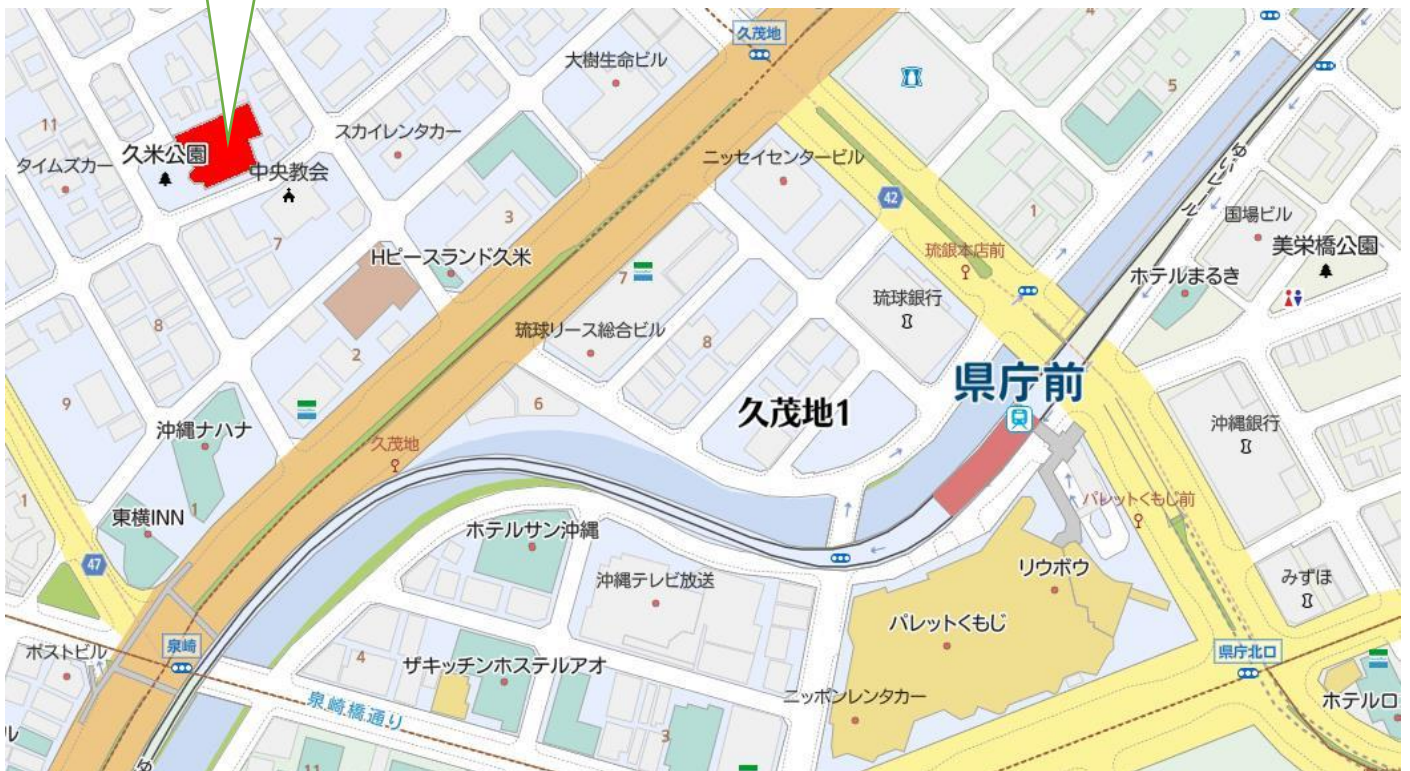 久茂地
大樹生命ビル
4
5
11
スカイレンタカー
久米公園
タイムズカー
中央教会
ニッセイセンタービル
42
ゆいレール
1
国場ビル
3
7
琉銀本店前
美栄橋公園
Hピースランド久米
7
ホテルまるき
琉球銀行
8
琉球リース総合ビル
8
2
県庁前
9
6
久茂地1
沖縄ナハナ
久茂地
沖縄銀行
1
1
パレットくもじ前
東横INN
ホテルサン沖縄
47
沖縄テレビ放送
リウボウ
みずほ
パレットくもじ
泉崎
ポストビル
4
県庁北口
ザキッチンホステルアオ
ニッポンレンタカー
ホテルロ
泉崎橋通り
ル
3
ゆ
11